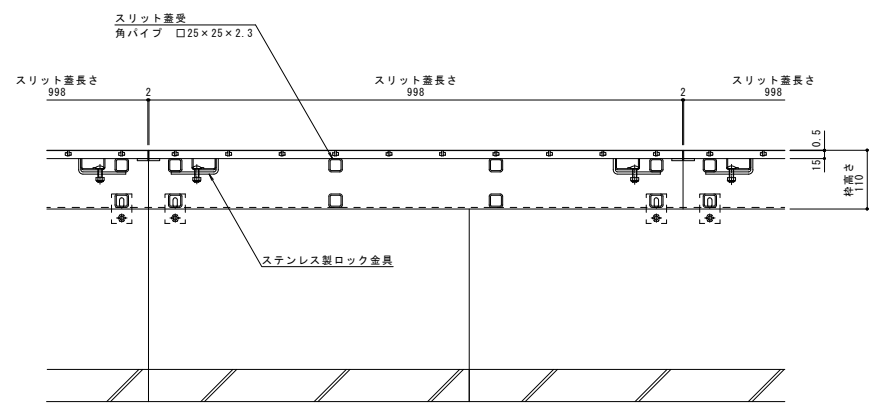 スリット蓋受
角パイプ □25×25×2.3
スリット蓋長さ
998
2
スリット蓋長さ
998
2
スリット蓋長さ
998
0.5
15
枠高さ
110
ステンレス製ロック金具